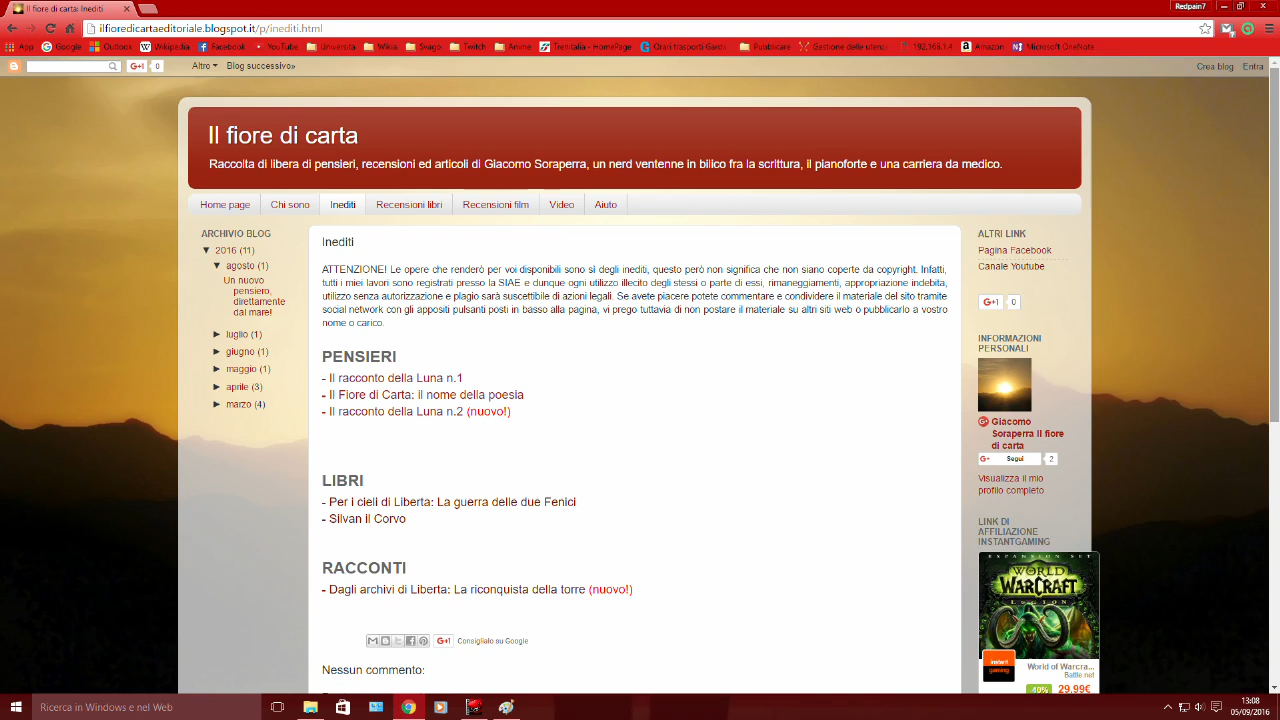 Il fiore di carta: Inediti
Redpain7
ilfioredicartaeditoriale.blogspot.it/p/inediti.html
App Google Outlook Wikipedia Facebook YouTube Università Wikia Svago Twitch Anime Trenitalia - HomePage Orari trasporti Garda Pubblicare Gestione delle utenz 192.168.1.4 Amazon Microsoft OneNote
G+1 0 Altro Blog successivo» Crea blog Entra
Il fiore di carta
Raccolta di libera di pensieri, recensioni ed articoli di Giacomo Soraperra, un nerd ventenne in bilico fra la scrittura, il pianoforte e una carriera da medico.
Home page Chi sono Inediti Recensioni libri Recensioni film Video Aiuto
ARCHIVIO BLOG
▼ 2016 (11)
▼ agosto (1)
Un nuovo
pensiero,
direttamente
dal mare!
► luglio (1)
► giugno (1)
► maggio (1)
► aprile (3)
► marzo (4)
Inediti
ATTENZIONE! Le opere che renderò per voi disponibili sono sì degli inediti, questo però non significa che non siano coperte da copyright. Infatti,
tutti i miei lavori sono registrati presso la SIAE e dunque ogni utilizzo illecito degli stessi o parte di essi, rimaneggiamenti, appropriazione indebita,
utilizzo senza autorizzazione e plagio sarà suscettibile di azioni legali. Se avete piacere potete commentare e condividere il materiale del sito tramite
social network con gli appositi pulsanti posti in basso alla pagina, vi prego tuttavia di non postare il materiale su altri siti web o pubblicarlo a vostro
nome o carico.
PENSIERI
- Il racconto della Luna n.1
- Il Fiore di Carta: il nome della poesia
- Il racconto della Luna n.2 (nuovo!)
LIBRI
- Per i cieli di Liberta: La guerra delle due Fenici
- Silvan il Corvo
RACCONTI
- Dagli archivi di Liberta: La riconquista della torre (nuovo!)
G+1 Consiglialo su Google
Nessun commento:
ALTRI LINK
Pagina Facebook
Canale Youtube
G+1 0
INFORMAZIONI
PERSONALI
Giacomo
Soraperra Il fiore
di carta
G+ Segui 2
Visualizza il mio
profilo completo
LINK DI
AFFILIAZIONE
INSTANTGAMING
EXPANSION SET
WORLD
WARCRAFT
LEGION
instant
gaming
World of Warcra...
Battle.net
-40% 29.99€
Ricerca in Windows e nel Web
13:08
05/09/2016